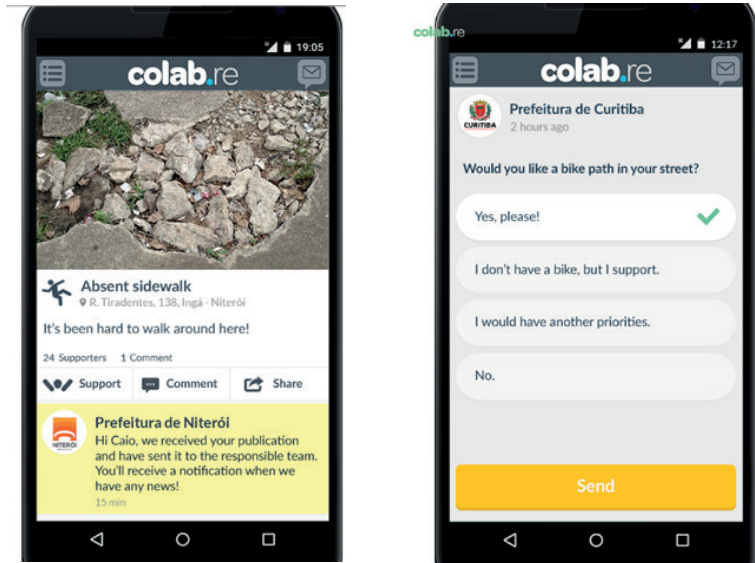 19:05
colab.re
Absent sidewalk
R. Tiradentes, 138, Ingá - Niterói
It's been hard to walk around here!
24 Supporters 1 Comment
Support Comment Share
NITERÓI
Prefeitura de Niterói
Hi Caio, we received your publication
and have sent it to the responsible team.
You'll receive a notification when we
have any news!
15 min
colab.re
12:17
colab.re
CURITIBA
Prefeitura de Curitiba
2 hours ago
Would you like a bike path in your street?
Yes, please!
I don't have a bike, but I support.
I would have another priorities.
No.
Send